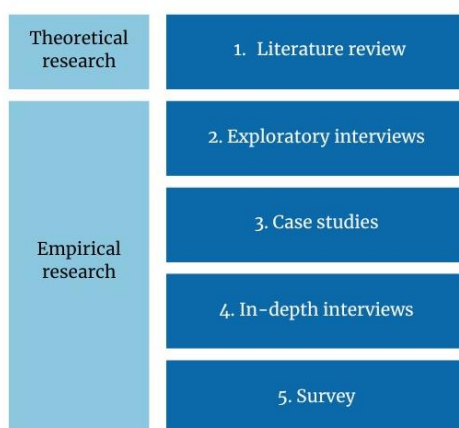 Theoretical
research
1. Literature review
2. Exploratory interviews
3. Case studies
Empirical
research
4. In-depth interviews
5. Survey